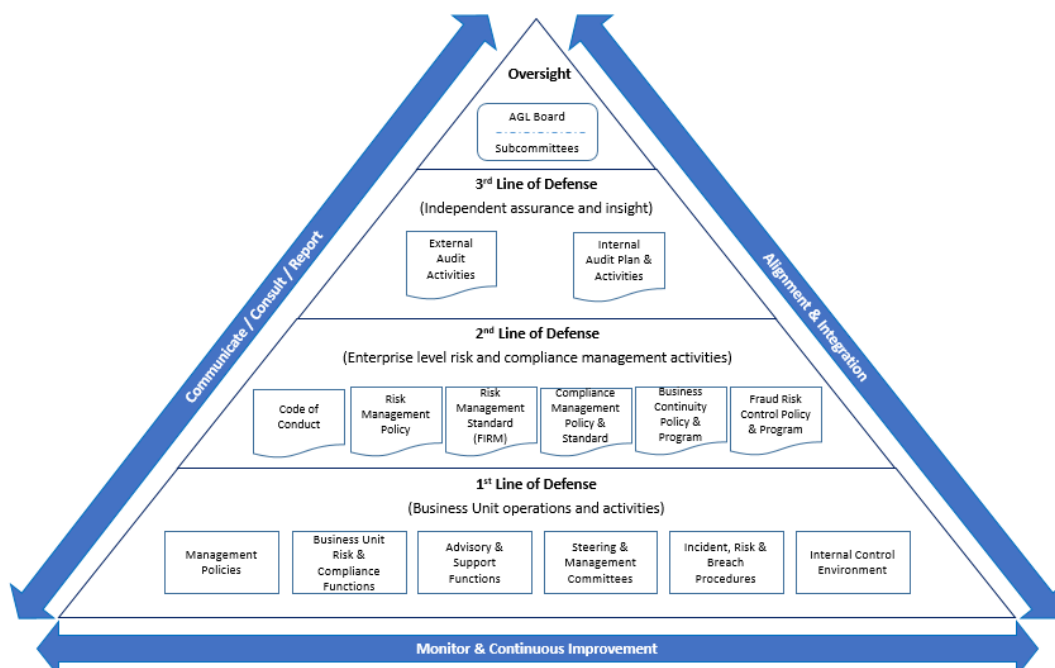 Oversight
AGL Board
Subcommittees
3rd Line of Defense
(Independent assurance and insight)
External
Audit
Activities
Internal
Audit Plan &
Activities
2nd Line of Defense
(Enterprise level risk and compliance management activities)
Code of
Conduct
Risk
Management
Policy
Risk
Management
Standard
(FIRM)
Compliance
Management
Policy &
Standard
Business
Continuity
Policy &
Program
Fraud Risk
Control Policy
& Program
1st Line of Defense
(Business Unit operations and activities)
Management
Policies
Business Unit
Risk &
Compliance
Functions
Advisory &
Support
Functions
Steering &
Management
Committees
Incident, Risk &
Breach
Procedures
Internal Control
Environment
Communicate / Consult / Report
Alignment & Integration
Monitor & Continuous Improvement